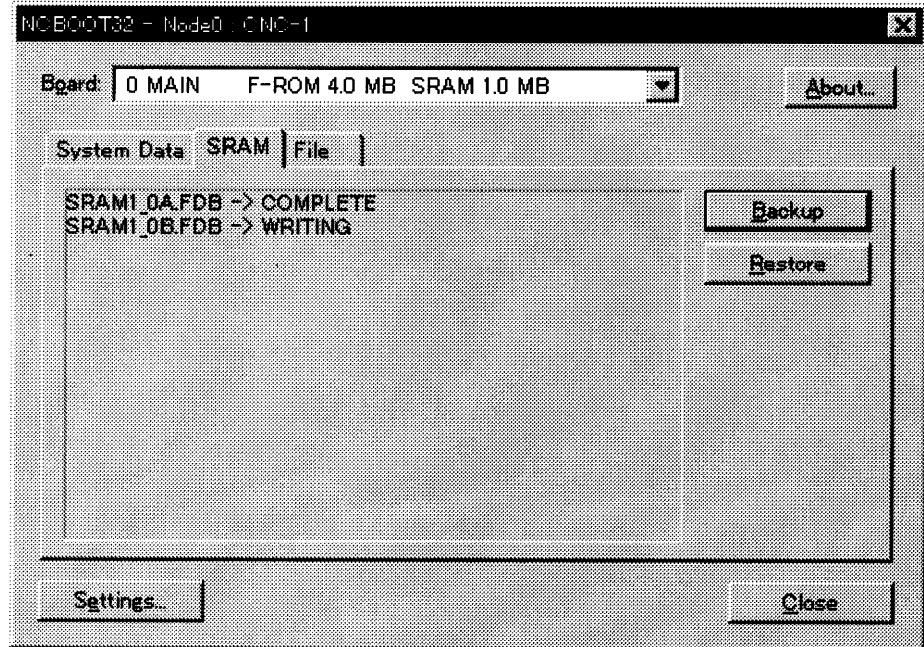 NCBOOT32 - Node0 : CNC-1
Board: 0 MAIN F-ROM 4.0 MB SRAM 1.0 MB
About...
System Data SRAM File
SRAM1_0A.FDB -> COMPLETE
SRAM1_0B.FDB -> WRITING
Backup
Restore
Settings...
Close